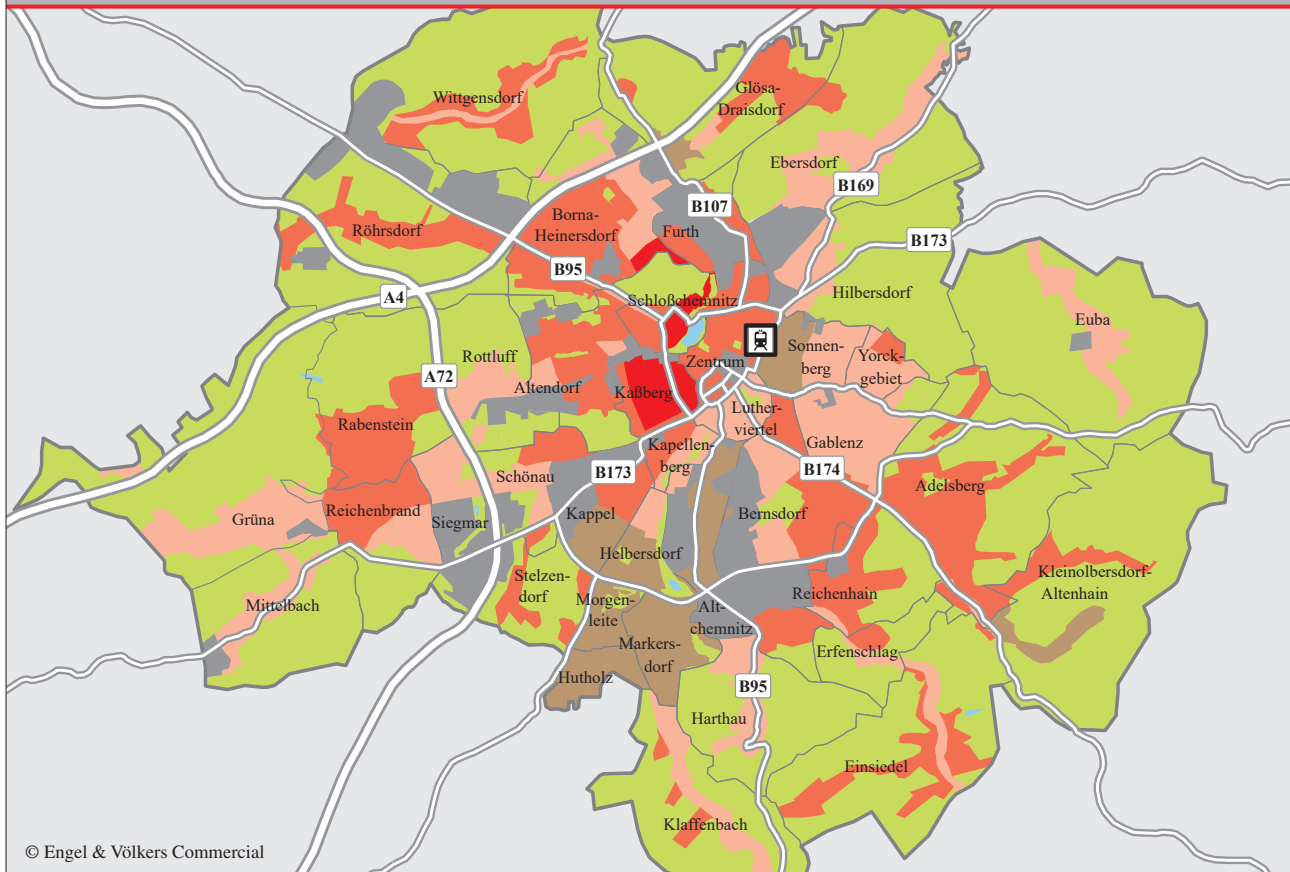 Wittgensdorf
Glösa-
Draisdorf
Ebersdorf
B169
B107
Borna-
Heinersdorf
Furth
Röhrsdorf
B173
B95
A4
Schloßchemnitz
Hilbersdorf
Euba
Sonnen-
berg
Yorck-
gebiet
Zentrum
Rottluff
A72
Altendorf
Kaßberg
Luther-
viertel
Rabenstein
Kapellen-
berg
Gablenz
B173
B174
Schönau
Adelsberg
Grüna
Reichenbrand
Siegmar
Kappel
Bernsdorf
Helbersdorf
Stelzen-
dorf
Morgen-
leite
Kleinolbersdorf-
Altenhain
Mittelbach
Reichenhain
Alt-
chemnitz
Markers-
dorf
Erfenschlag
Hutholz
B95
Harthau
Einsiedel
Klaffenbach
© Engel & Völkers Commercial